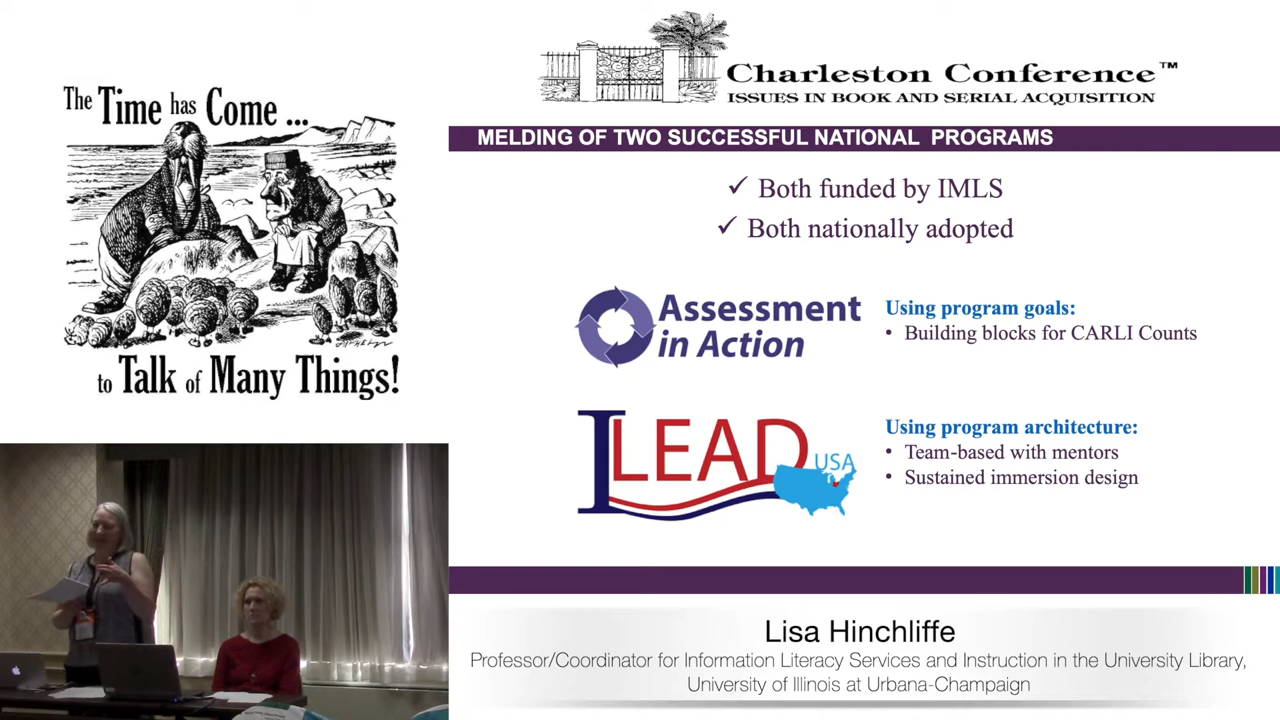 The Time has Come ...
to Talk of Many Things!
Charleston Conference™
ISSUES IN BOOK AND SERIAL ACQUISITION
MELDING OF TWO SUCCESSFUL NATIONAL PROGRAMS
✓ Both funded by IMLS
✓ Both nationally adopted
Assessment
in Action
Using program goals:
• Building blocks for CARLI Counts
ILEAD
USA
Using program architecture:
• Team-based with mentors
• Sustained immersion design
Lisa Hinchliffe
Professor/Coordinator for Information Literacy Services and Instruction in the University Library,
University of Illinois at Urbana-Champaign